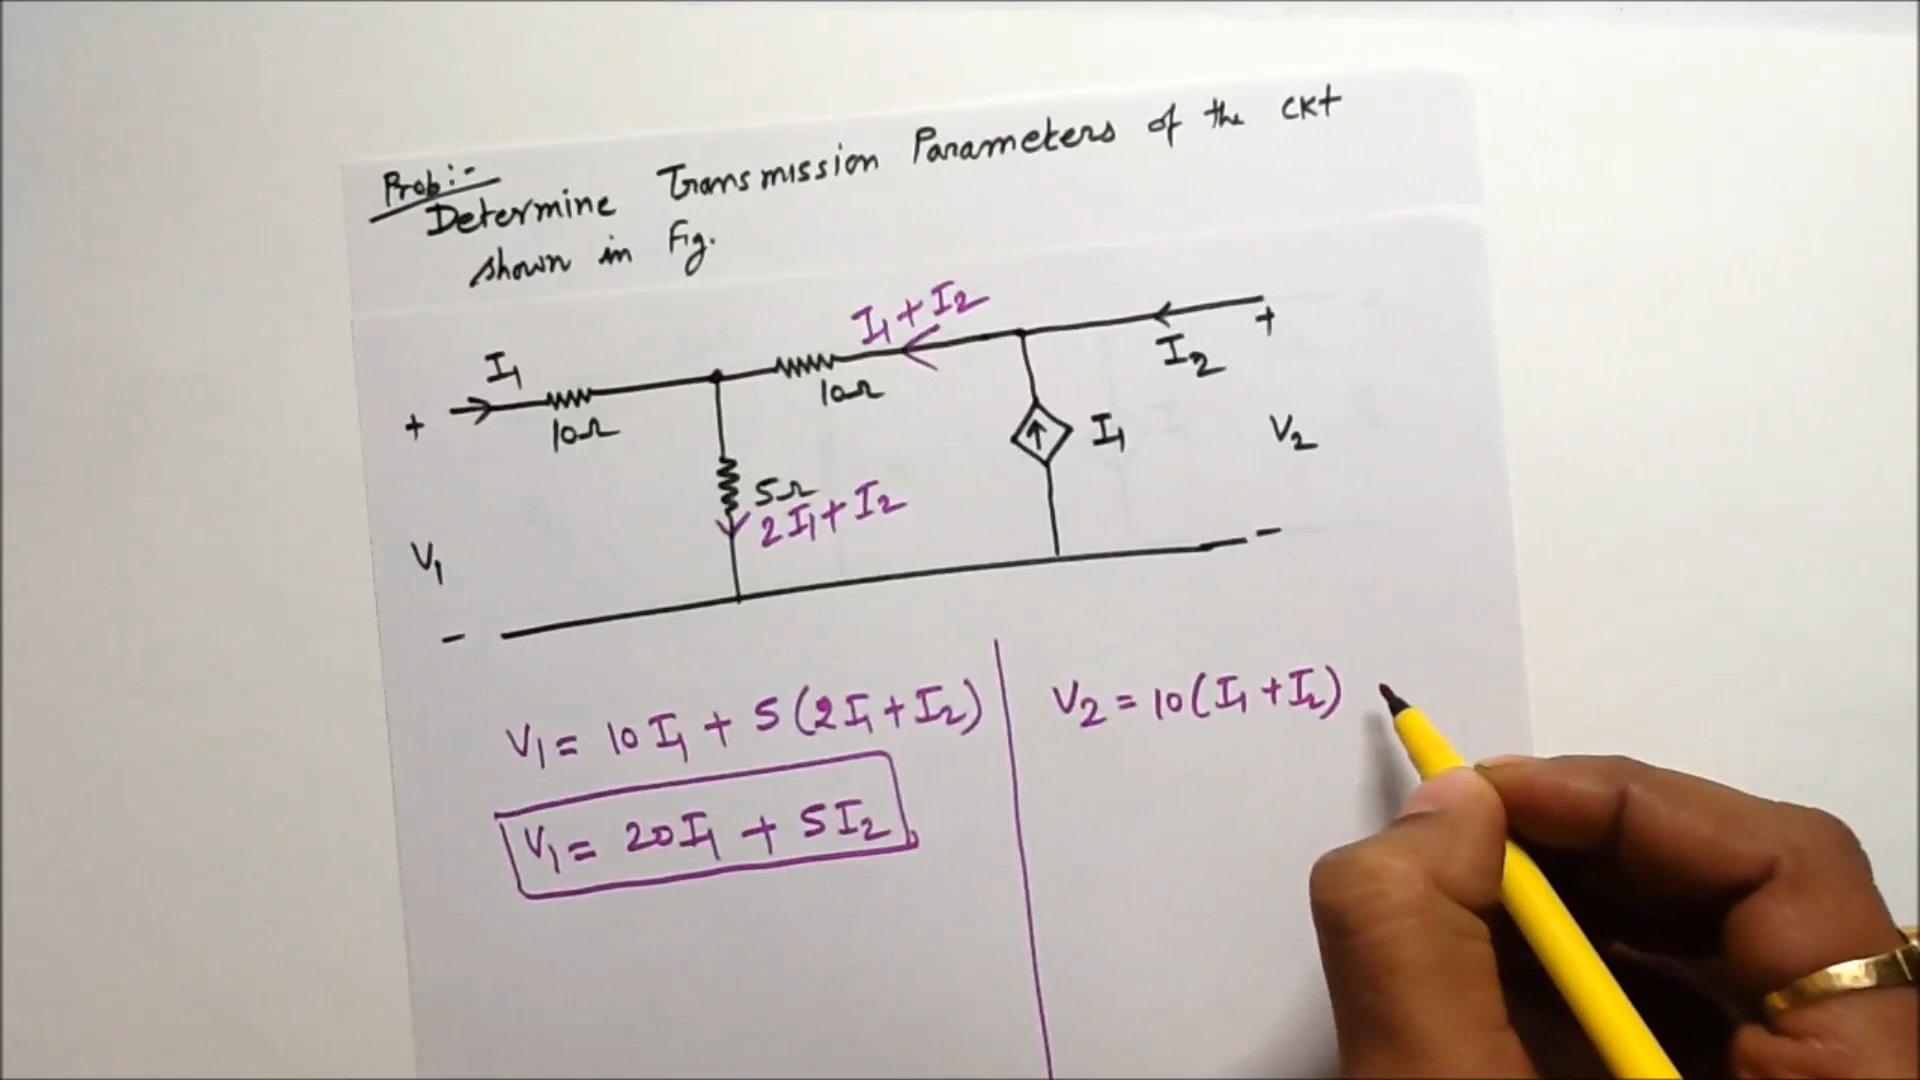 Prob:-
Determine Transmission Parameters of the ckt
shown in Fig.
I1+I2
I1
10Ω
10Ω
I2
+
+
5Ω
2I1+I2
I1
V2
V1
-
-
V1 = 10I1 + 5(2I1+I2)
V1 = 20I1 + 5I2
V2 = 10(I1+I2)